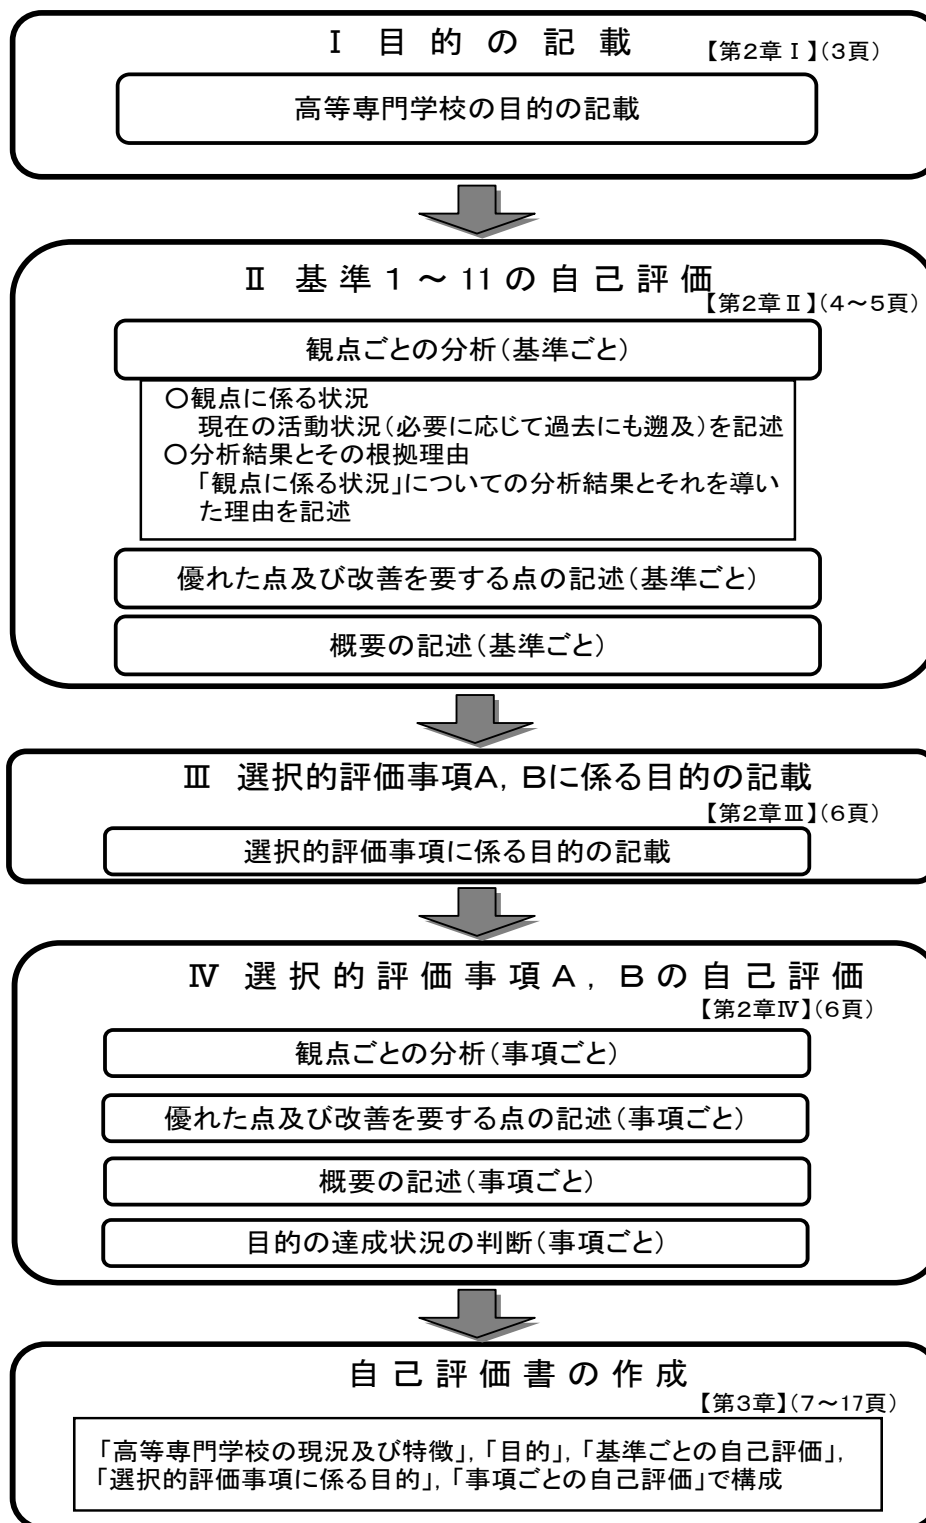 Ⅰ 目的の記載
【第2章Ⅰ】(3頁)
高等専門学校の目的の記載
Ⅱ 基準1～11の自己評価
【第2章Ⅱ】(4～5頁)
観点ごとの分析(基準ごと)
○観点に係る状況
現在の活動状況(必要に応じて過去にも遡及)を記述
○分析結果とその根拠理由
「観点に係る状況」についての分析結果とそれを導い
た理由を記述
優れた点及び改善を要する点の記述(基準ごと)
概要の記述(基準ごと)
Ⅲ 選択的評価事項A, Bに係る目的の記載
【第2章Ⅲ】(6頁)
選択的評価事項に係る目的の記載
Ⅳ 選択的評価事項A, Bの自己評価
【第2章Ⅳ】(6頁)
観点ごとの分析(事項ごと)
優れた点及び改善を要する点の記述(事項ごと)
概要の記述(事項ごと)
目的の達成状況の判断(事項ごと)
自己評価書の作成
【第3章】(7～17頁)
「高等専門学校の現況及び特徴」, 「目的」, 「基準ごとの自己評価」,
「選択的評価事項に係る目的」, 「事項ごとの自己評価」で構成